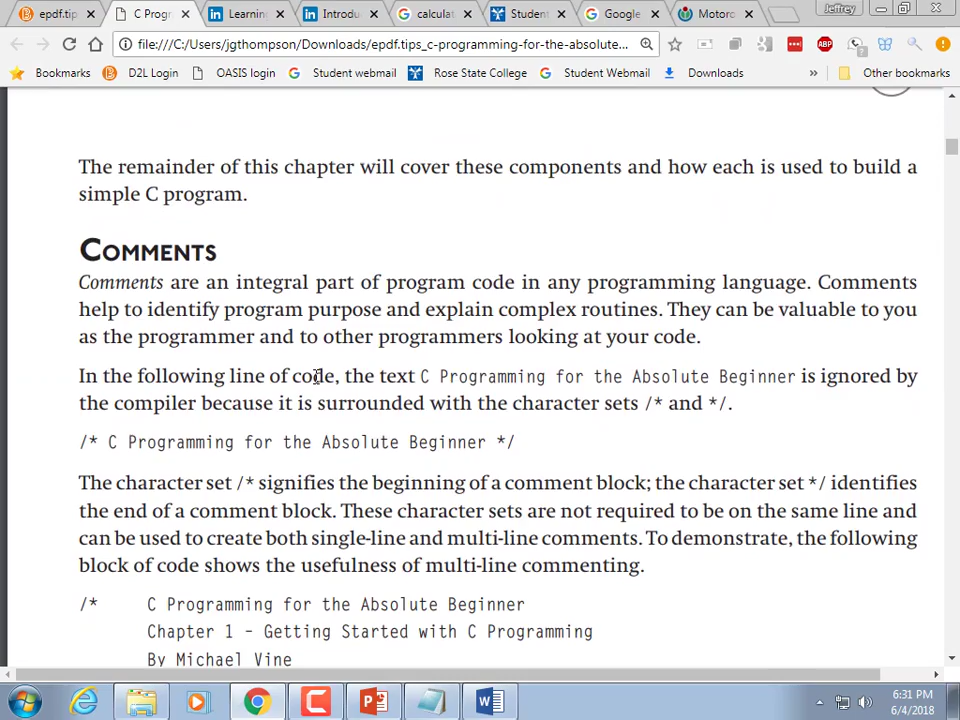 epdf.tips
C Progr
Learning
Introdu
calculat
Student
Google
Motoro
Jeffrey
file:///C:/Users/jgthompson/Downloads/epdf.tips_c-programming-for-the-absolute...
Bookmarks
D2L Login
OASIS login
Student webmail
Rose State College
Student Webmail
Downloads
»
Other bookmarks
The remainder of this chapter will cover these components and how each is used to build a
simple C program.
COMMENTS
Comments are an integral part of program code in any programming language. Comments
help to identify program purpose and explain complex routines. They can be valuable to you
as the programmer and to other programmers looking at your code.
In the following line of code, the text C Programming for the Absolute Beginner is ignored by
the compiler because it is surrounded with the character sets /* and */.
/* C Programming for the Absolute Beginner */
The character set /* signifies the beginning of a comment block; the character set */ identifies
the end of a comment block. These character sets are not required to be on the same line and
can be used to create both single-line and multi-line comments. To demonstrate, the following
block of code shows the usefulness of multi-line commenting.
/* C Programming for the Absolute Beginner
Chapter 1 - Getting Started with C Programming
By Michael Vine
6:31 PM
6/4/2018